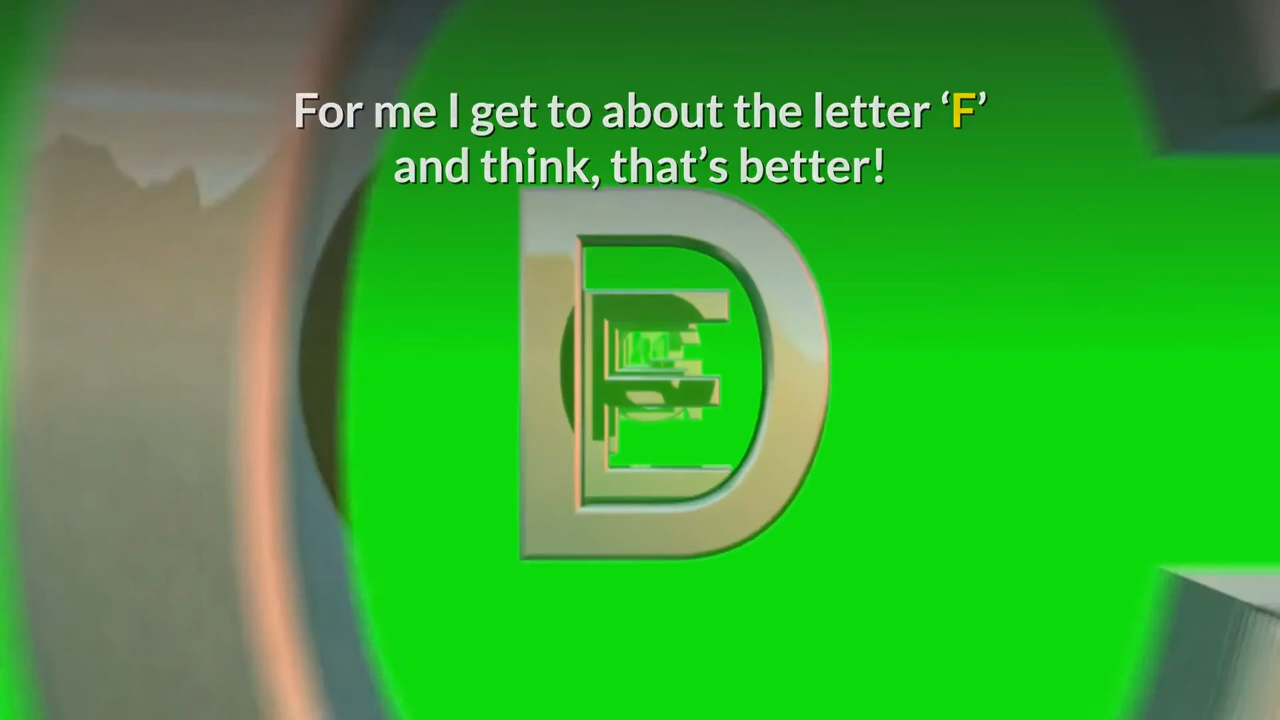 For me I get to about the letter ‘F’
and think, that’s better!
C
D
E